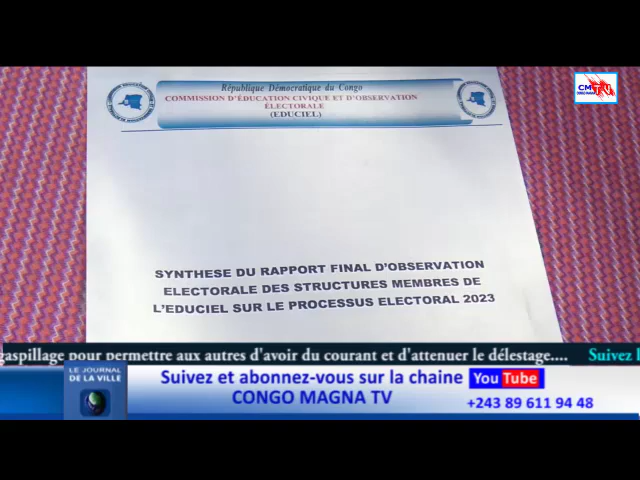 République Démocratique du Congo
COMMISSION D'ÉDUCATION CIVIQUE ET D'OBSERVATION
ÉLECTORALE
(EDUCIEL)
CM TV
SYNTHESE DU RAPPORT FINAL D'OBSERVATION
ELECTORALE DES STRUCTURES MEMBRES DE
L'EDUCIEL SUR LE PROCESSUS ELECTORAL 2023
gaspillage pour permettre aux autres d'avoir du courant et d'attenuer le délestage.... Suivez l
LE JOURNAL
DE LA VILLE
Suivez et abonnez-vous sur la chaine YouTube
CONGO MAGNA TV
+243 89 611 94 48